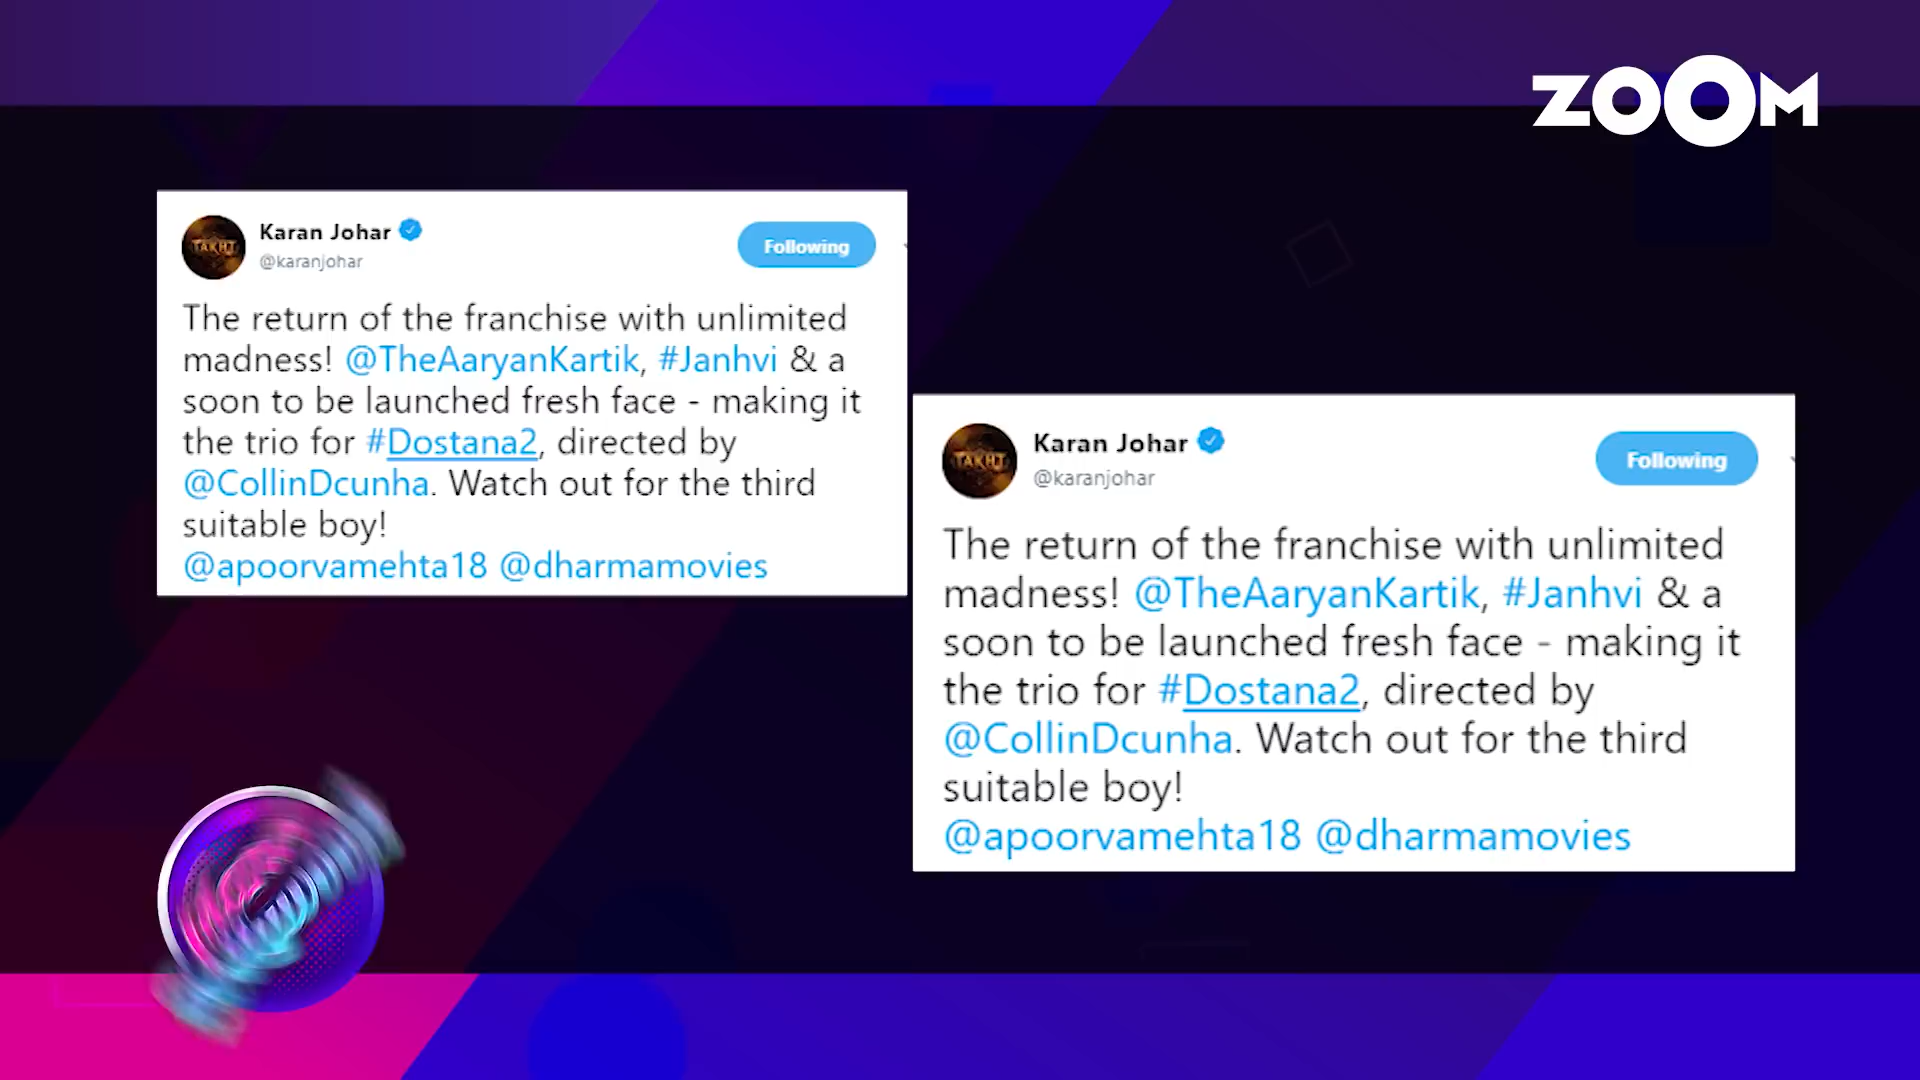 ZOOM
TAKHT
Karan Johar
@karanjohar
Following
The return of the franchise with unlimited
madness! @TheAaryanKartik, #Janhvi & a
soon to be launched fresh face - making it
the trio for #Dostana2, directed by
@CollinDcunha. Watch out for the third
suitable boy!
@apoorvamehta18 @dharmamovies
TAKHT
Karan Johar
@karanjohar
Following
The return of the franchise with unlimited
madness! @TheAaryanKartik, #Janhvi & a
soon to be launched fresh face - making it
the trio for #Dostana2, directed by
@CollinDcunha. Watch out for the third
suitable boy!
@apoorvamehta18 @dharmamovies